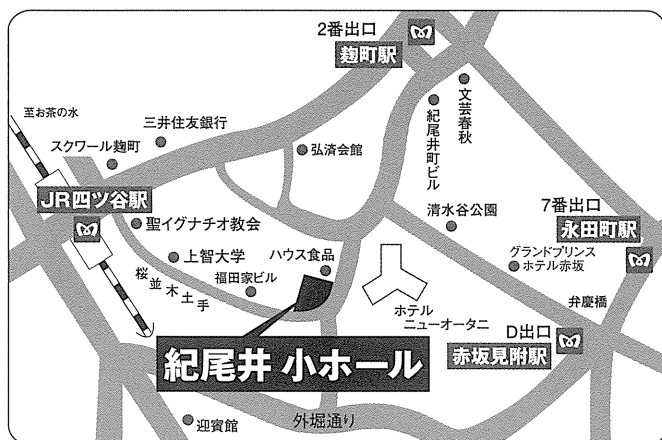 2番出口
麹町駅
至お茶の水
三井住友銀行
スクワール麹町
弘済会館
文芸春秋
紀尾井町ビル
JR四ツ谷駅
聖イグナチオ教会
清水谷公園
7番出口
永田町駅
上智大学
ハウス食品
グランドプリンス
ホテル赤坂
桜並木土手
福田家ビル
弁慶橋
ホテル
ニューオータニ
D出口
赤坂見附駅
紀尾井 小ホール
外堀通り
迎賓館